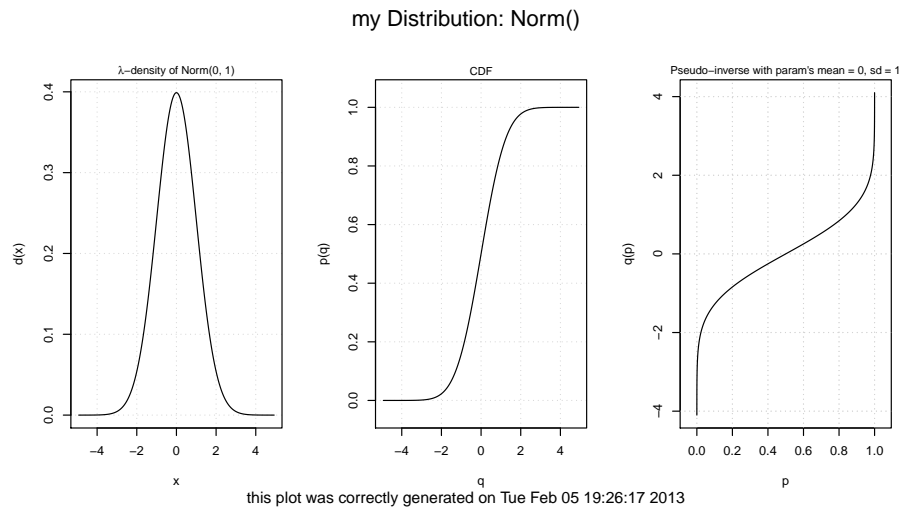 my Distribution: Norm()
λ−density of Norm(0, 1)
0.4
0.3
0.2
0.1
0.0
d(x)
−4 −2 0 2 4
x
CDF
1.0
0.8
0.6
0.4
0.2
0.0
p(q)
−4 −2 0 2 4
q
Pseudo−inverse with param's mean = 0, sd = 1
4
2
0
−2
−4
q(p)
0.0 0.2 0.4 0.6 0.8 1.0
p
this plot was correctly generated on Tue Feb 05 19:26:17 2013